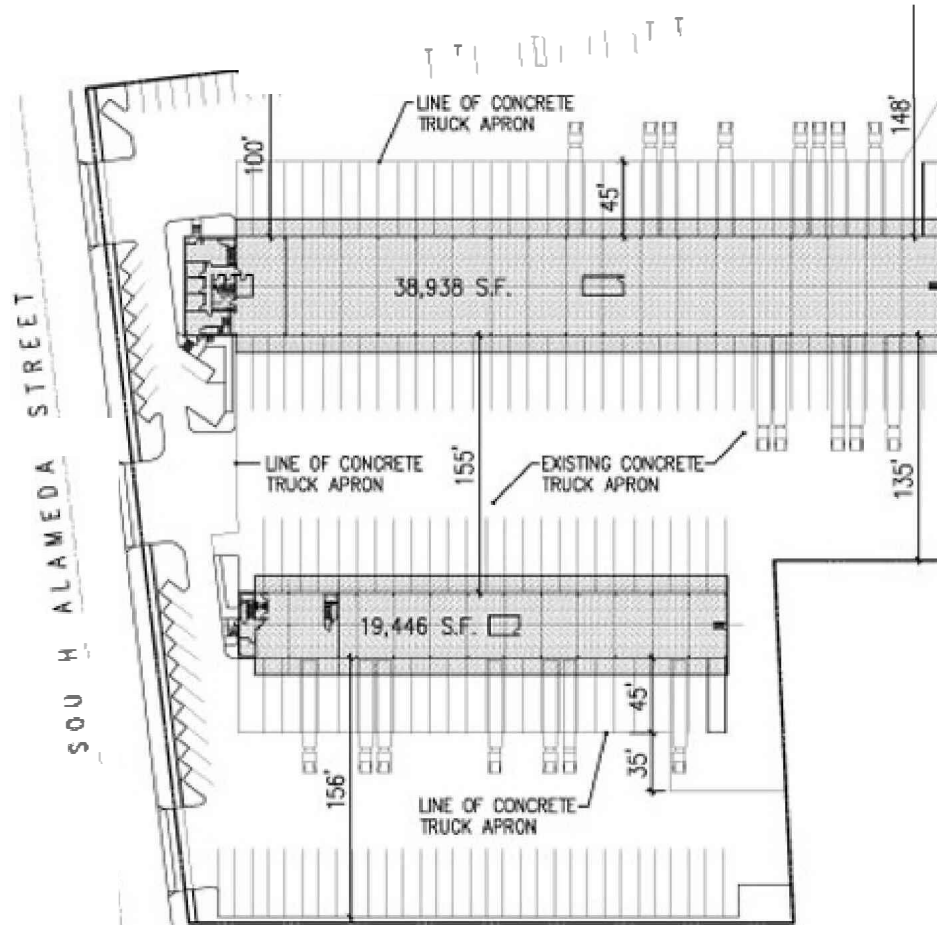 LINE OF CONCRETE
TRUCK APRON
100'
45'
148'
38,938 S.F.
LINE OF CONCRETE
TRUCK APRON
155'
EXISTING CONCRETE
TRUCK APRON
135'
19,446 S.F.
45'
35'
156'
LINE OF CONCRETE
TRUCK APRON
SOU H ALAMEDA STREET